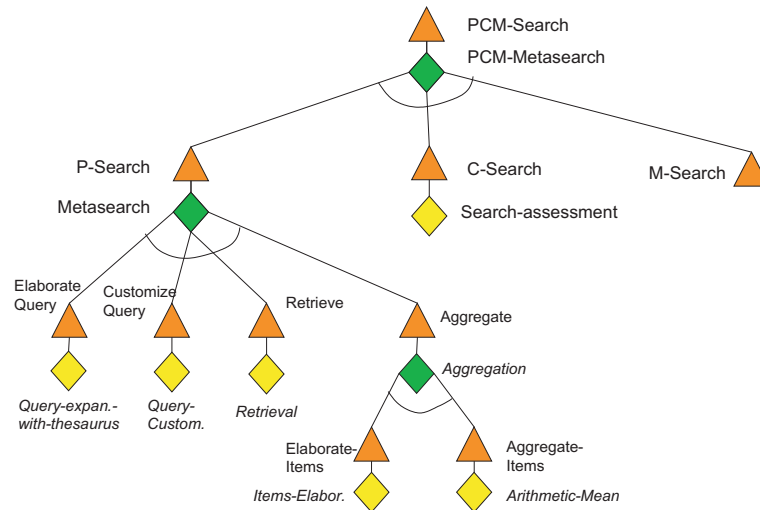 PCM-Search
PCM-Metasearch
P-Search
C-Search
M-Search
Metasearch
Search-assessment
Elaborate
Query
Customize
Query
Retrieve
Aggregate
Query-expan.-
with-thesaurus
Query-
Custom.
Retrieval
Aggregation
Elaborate-
Items
Aggregate-
Items
Items-Elabor.
Arithmetic-Mean